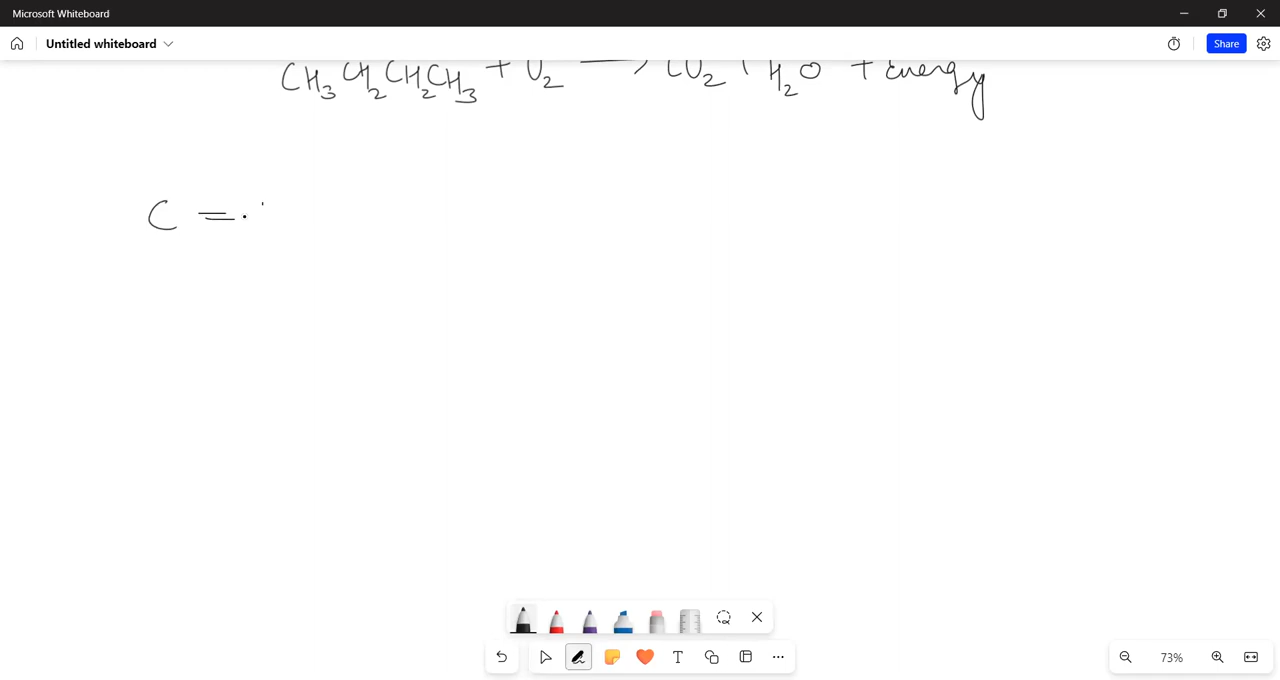 Microsoft Whiteboard
Untitled whiteboard
Share
CH₃CH₂CH₂CH₃ + O₂ → CO₂ + H₂O + Energy
C =
T
73%